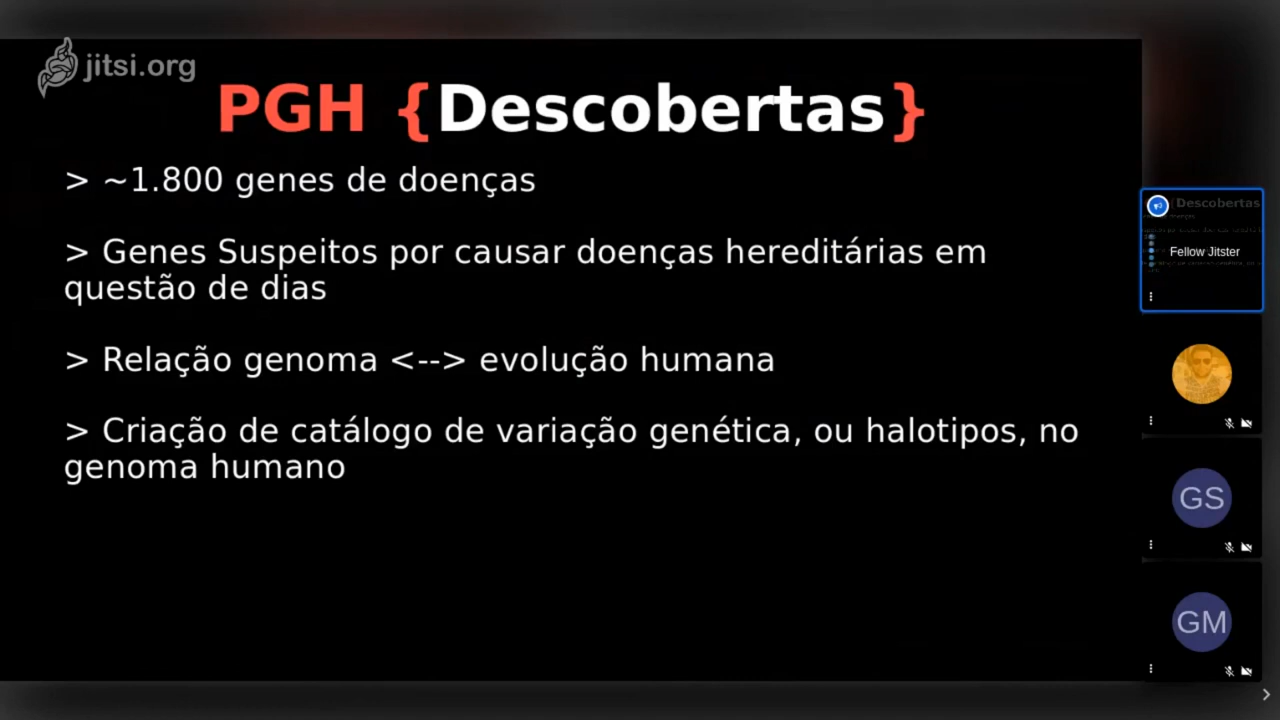 jitsi.org
PGH {Descobertas}
> ~1.800 genes de doenças
> Genes Suspeitos por causar doenças hereditárias em
questão de dias
> Relação genoma <--> evolução humana
> Criação de catálogo de variação genética, ou halotipos, no
genoma humano
{Descobertas
Fellow Jitster
GS
GM